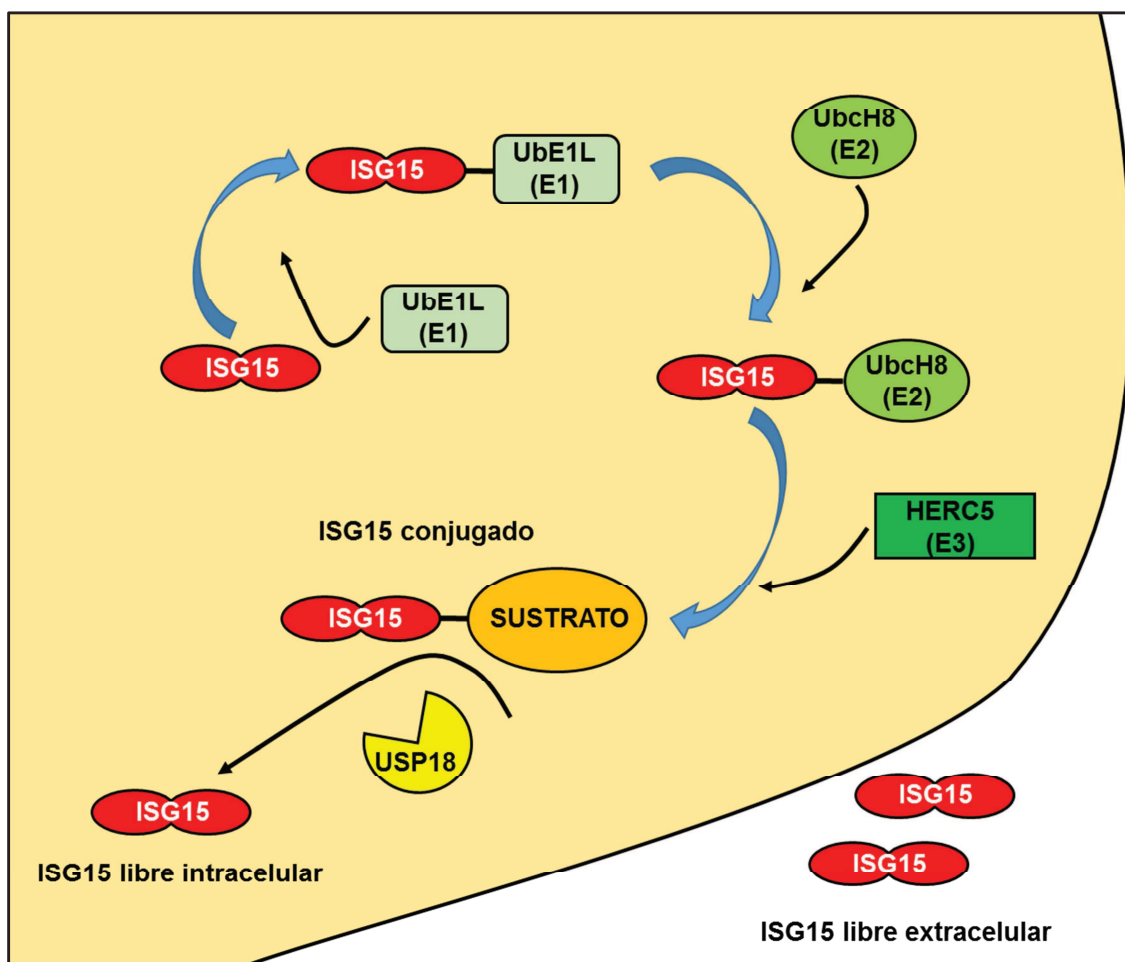 UbcH8
(E2)
ISG15
UbE1L
(E1)
UbE1L
(E1)
ISG15
ISG15
UbcH8
(E2)
HERC5
(E3)
ISG15 conjugado
ISG15
SUSTRATO
USP18
ISG15
ISG15 libre intracelular
ISG15
ISG15
ISG15 libre extracelular